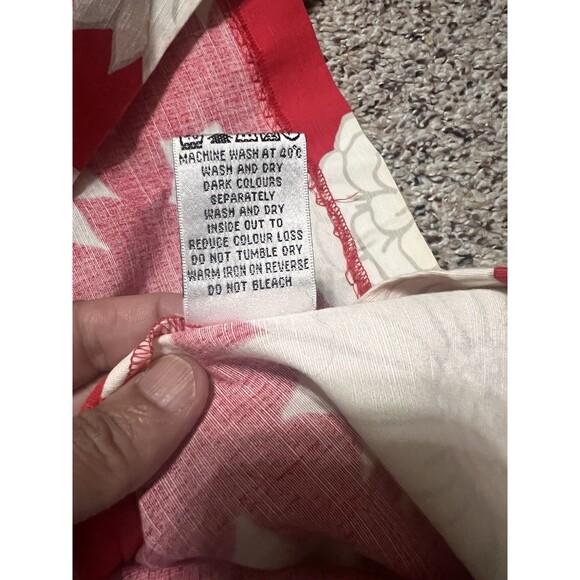 MACHINE WASH AT 40°C
WASH AND DRY
DARK COLOURS
SEPARATELY
WASH AND DRY
INSIDE OUT TO
REDUCE COLOUR LOSS
DO NOT TUMBLE DRY
WARM IRON ON REVERSE
DO NOT BLEACH